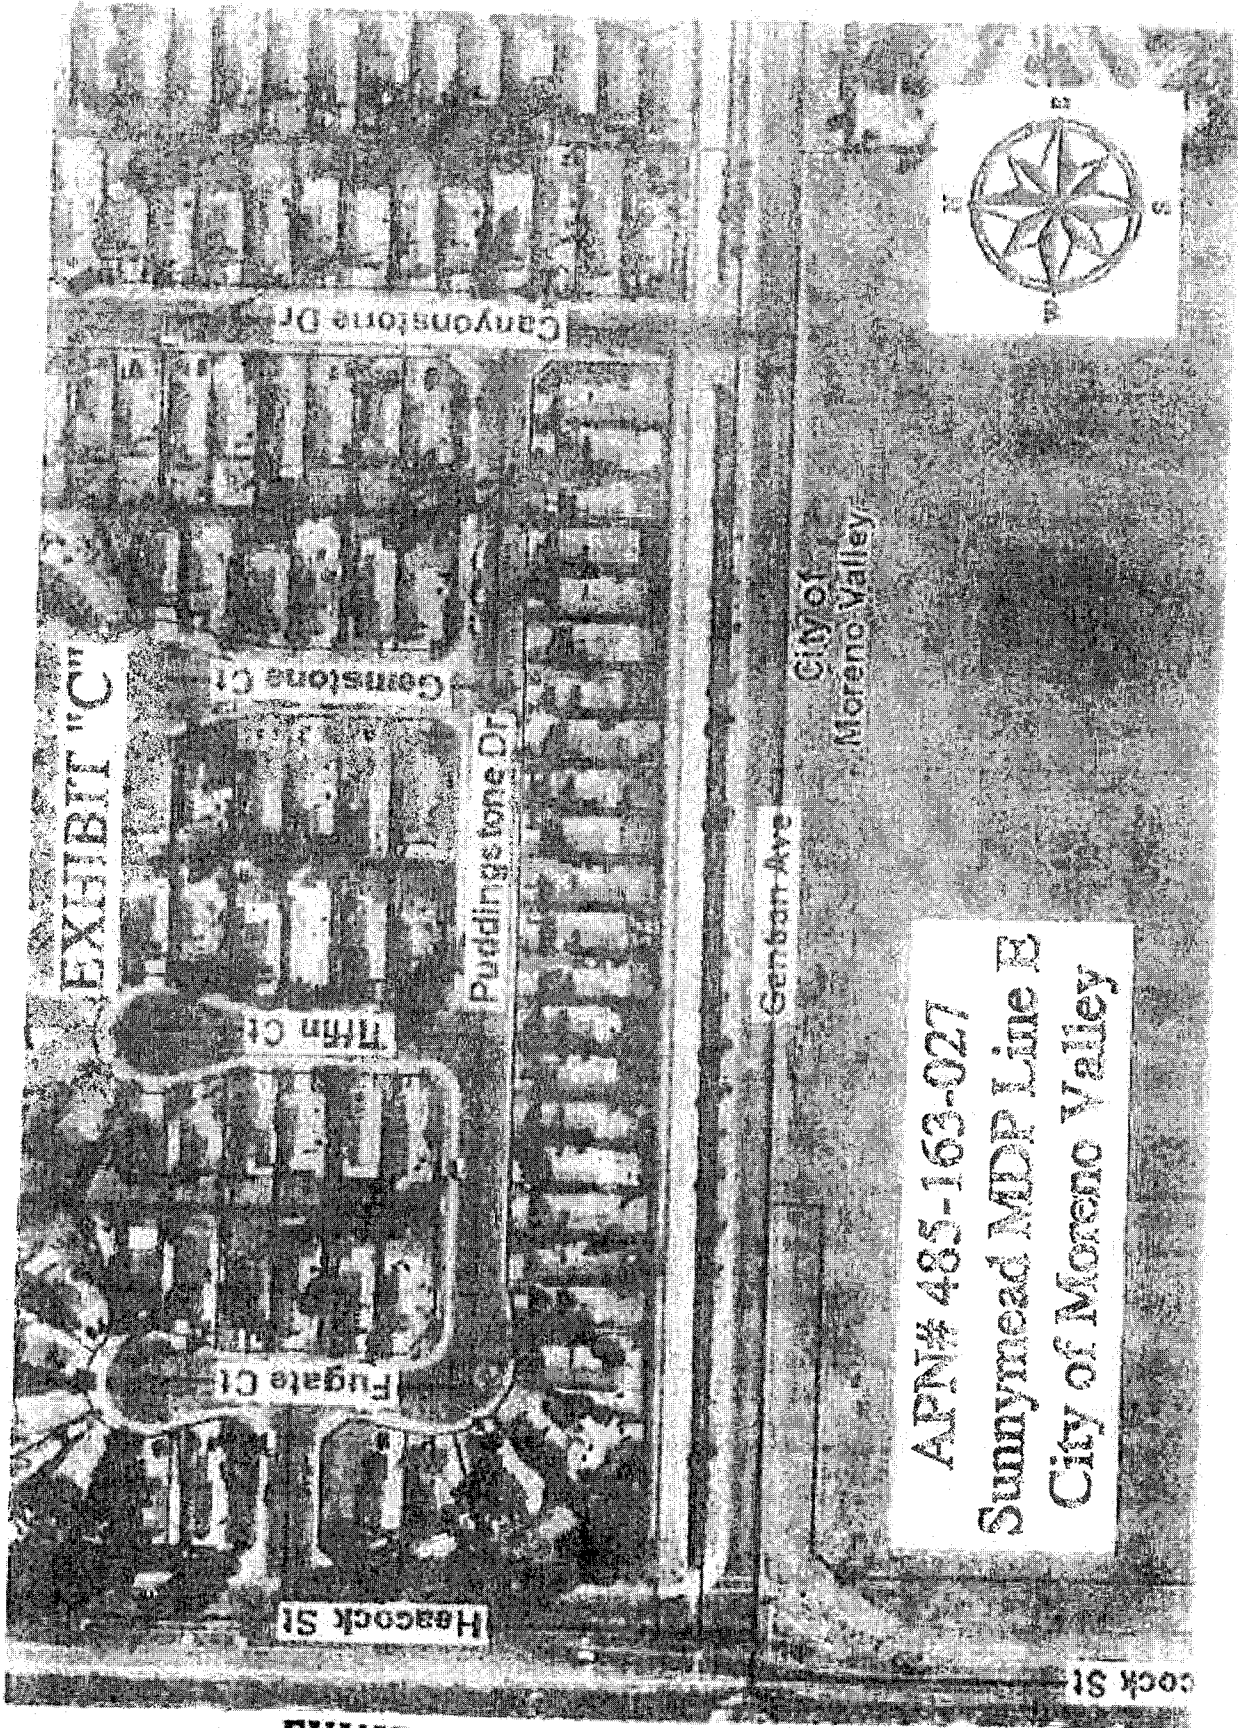 EXHIBIT "C"
Canyonstone Dr
Gemstone Ct
Puddingstone Dr
Tiffin Ct
Fugate Ct
Heacock St
Gerbon Ave
City of
Moreno Valley
N
E
S
W
APN# 485-163-027
Sunnymead MDP Line E
City of Moreno Valley
cock St